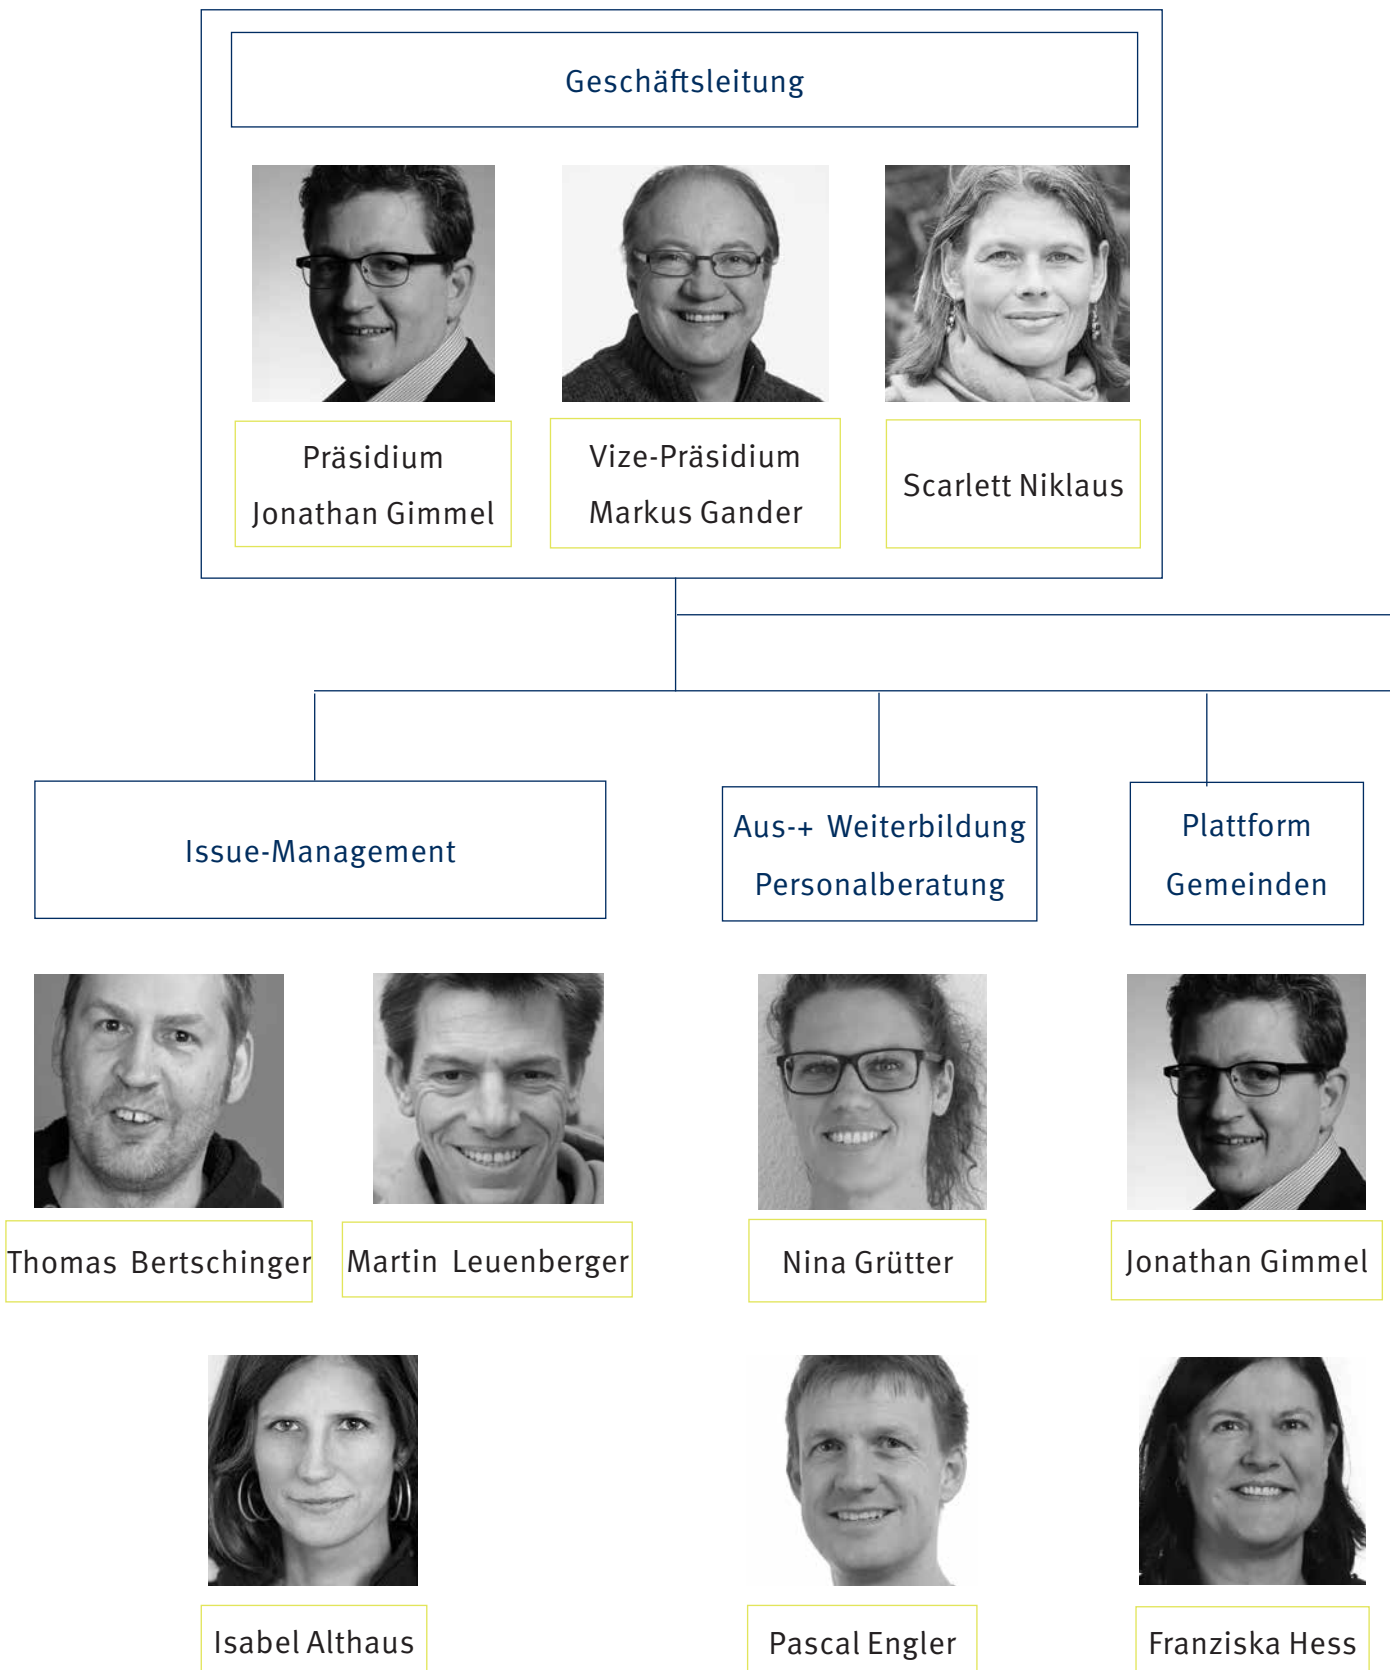 Geschäftsleitung
Präsidium
Jonathan Gimmel
Vize-Präsidium
Markus Gander
Scarlett Niklaus
Issue-Management
Aus-+ Weiterbildung
Personalberatung
Plattform
Gemeinden
Thomas Bertschinger
Martin Leuenberger
Nina Grütter
Jonathan Gimmel
Isabel Althaus
Pascal Engler
Franziska Hess